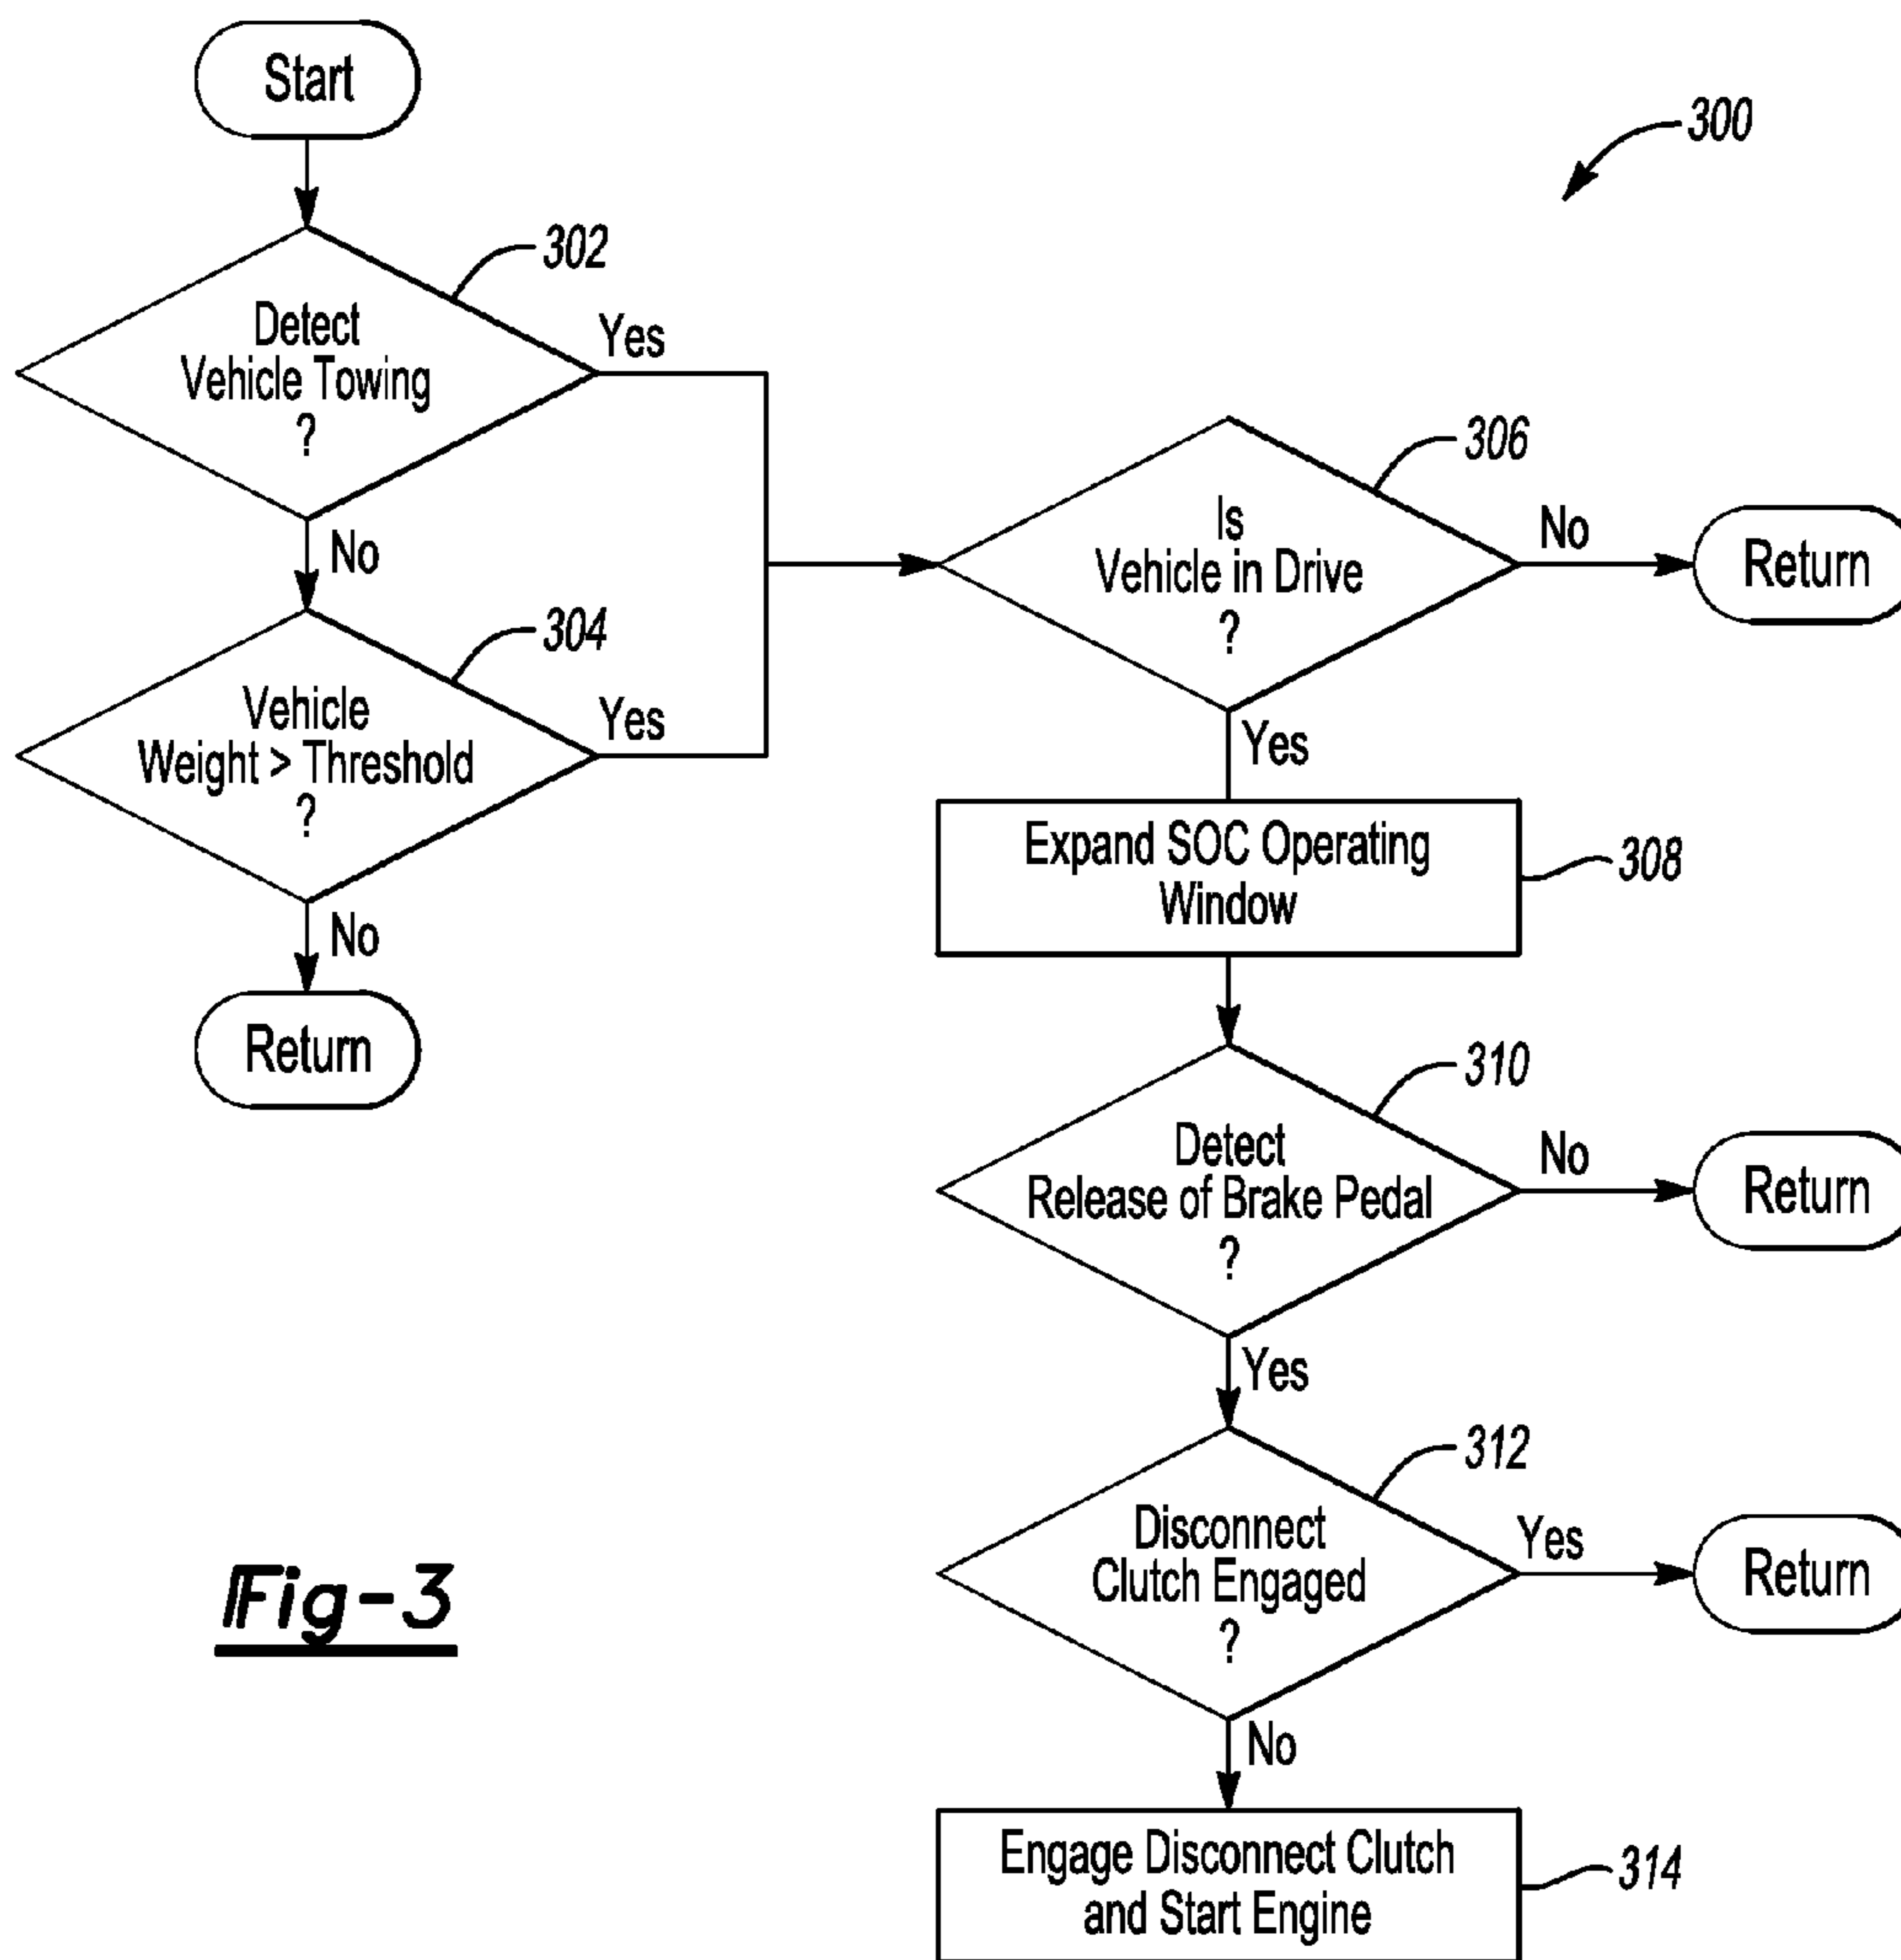 Start
300
302
Detect
Vehicle Towing
?
Yes
No
304
Vehicle
Weight > Threshold
?
Yes
No
Return
306
Is
Vehicle in Drive
?
No
Return
Yes
Expand SOC Operating
Window
308
310
Detect
Release of Brake Pedal
?
No
Return
Yes
312
Disconnect
Clutch Engaged
?
Yes
Return
No
Engage Disconnect Clutch
and Start Engine
314
Fig-3